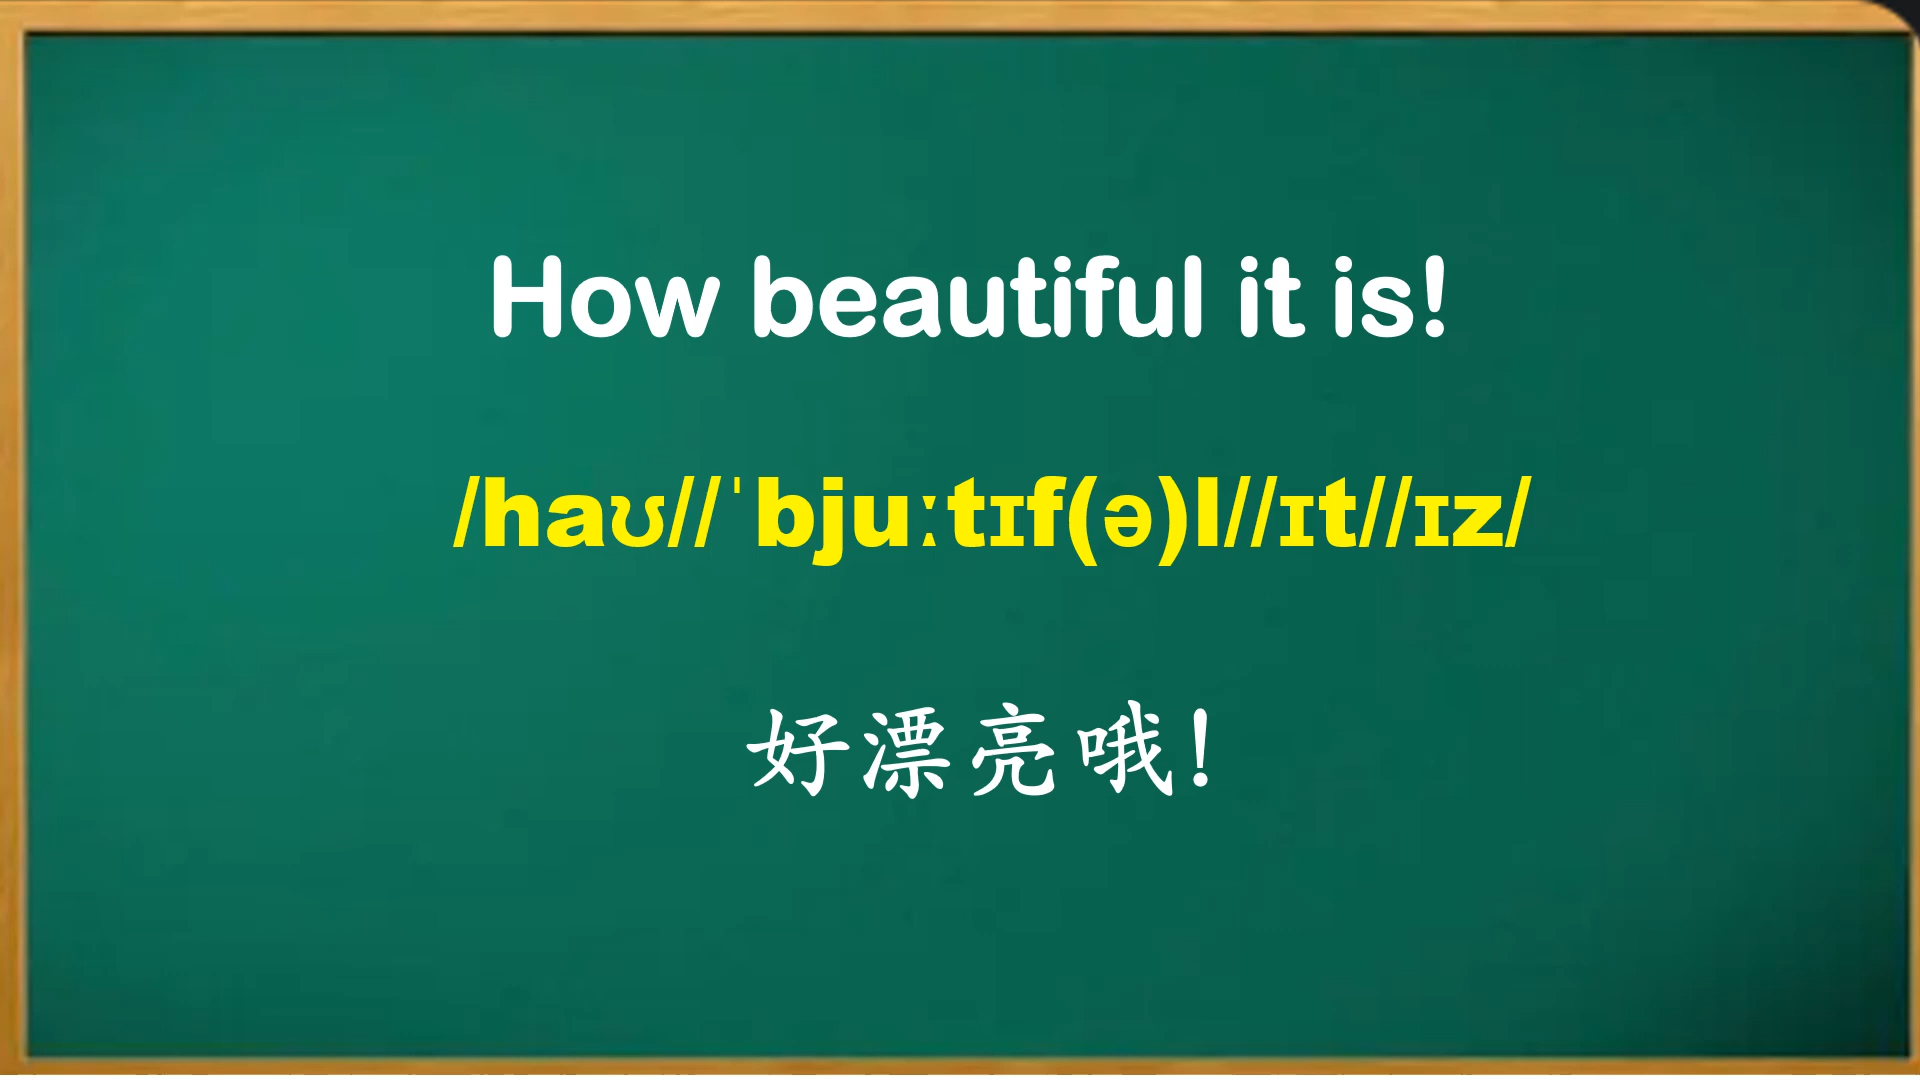 How beautiful it is!
/haʊ//ˈbjuːtɪf(ə)l//ɪt//ɪz/
好漂亮哦!